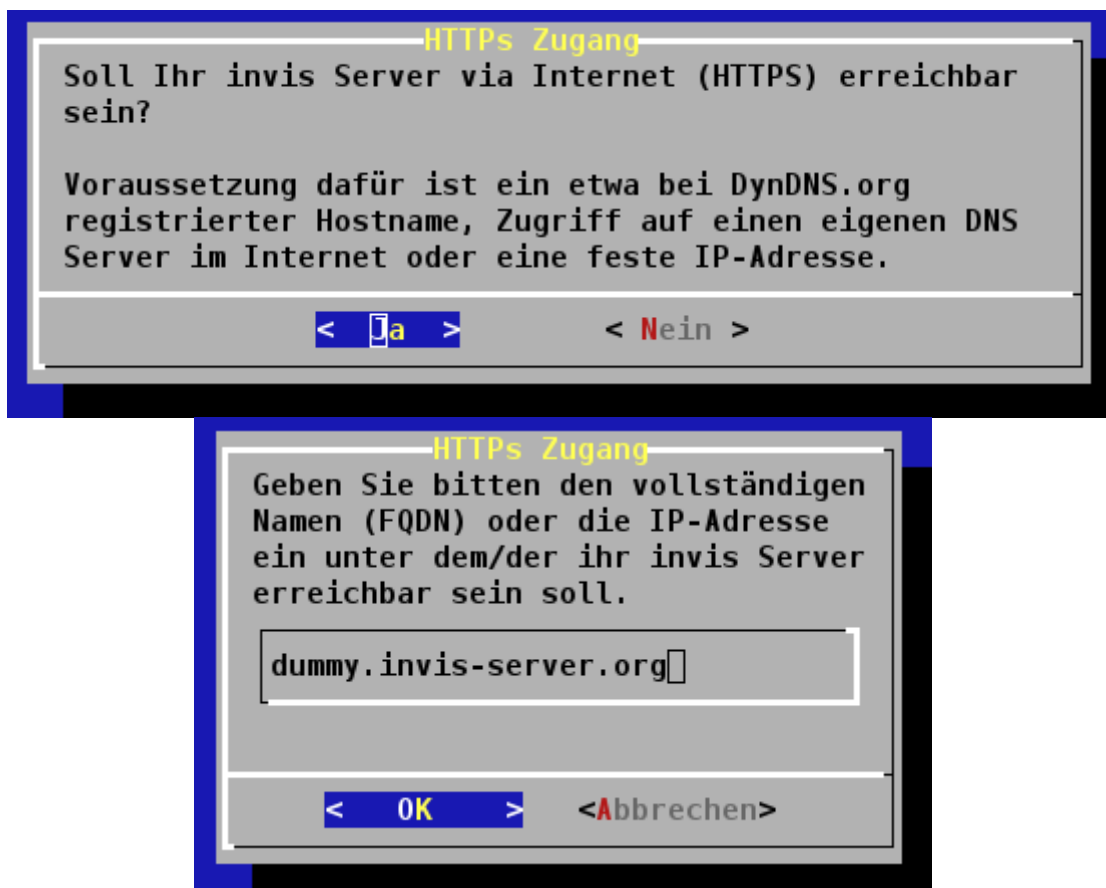 HTTPs Zugang
Soll Ihr invis Server via Internet (HTTPS) erreichbar
sein?
Voraussetzung dafür ist ein etwa bei DynDNS.org
registrierter Hostname, Zugriff auf einen eigenen DNS
Server im Internet oder eine feste IP-Adresse.
< Ja > < Nein >
HTTPs Zugang
Geben Sie bitten den vollständigen
Namen (FQDN) oder die IP-Adresse
ein unter dem/der ihr invis Server
erreichbar sein soll.
dummy.invis-server.org
< OK > <Abbrechen>